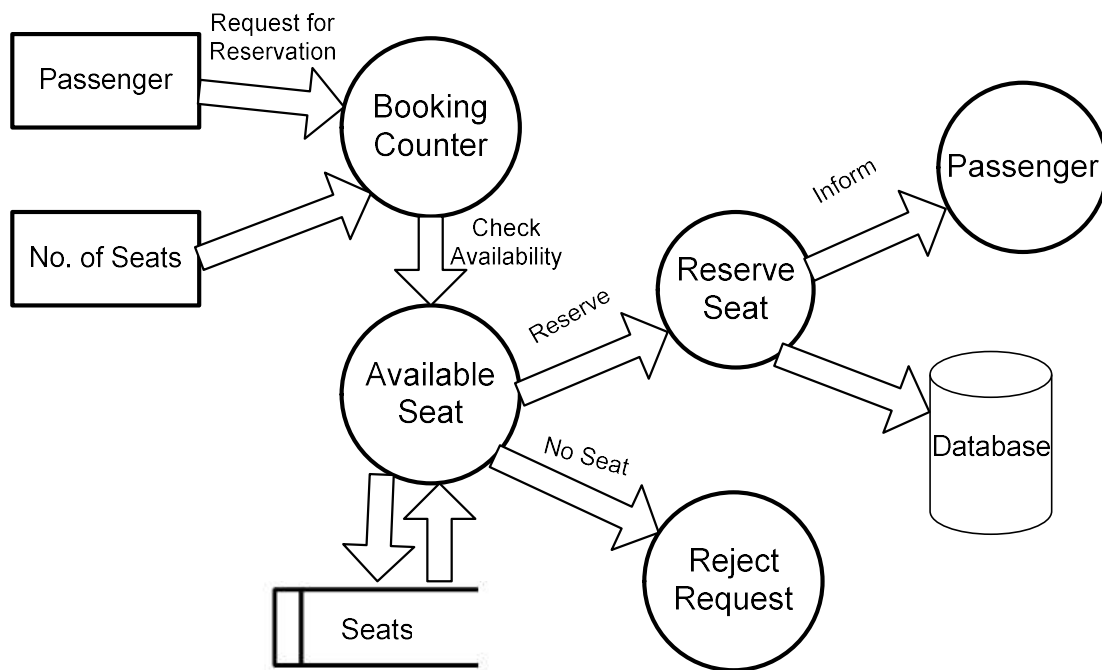 Request for
Reservation
Passenger
Booking
Counter
Passenger
Inform
No. of Seats
Check
Availability
Reserve
Seat
Reserve
Available
Seat
No Seat
Database
Reject
Request
Seats